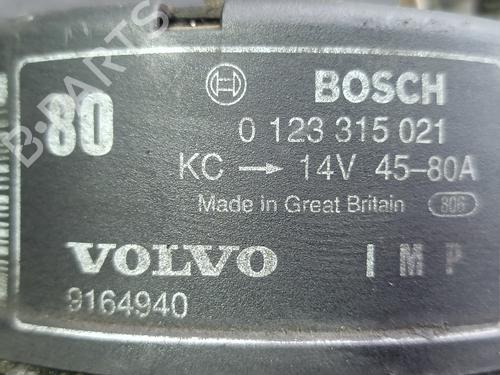 BOSCH
80
0 123 315 021
KC → 14V 45-80A
Made in Great Britain 806
VOLVO I M P
9164940
B-PARTS